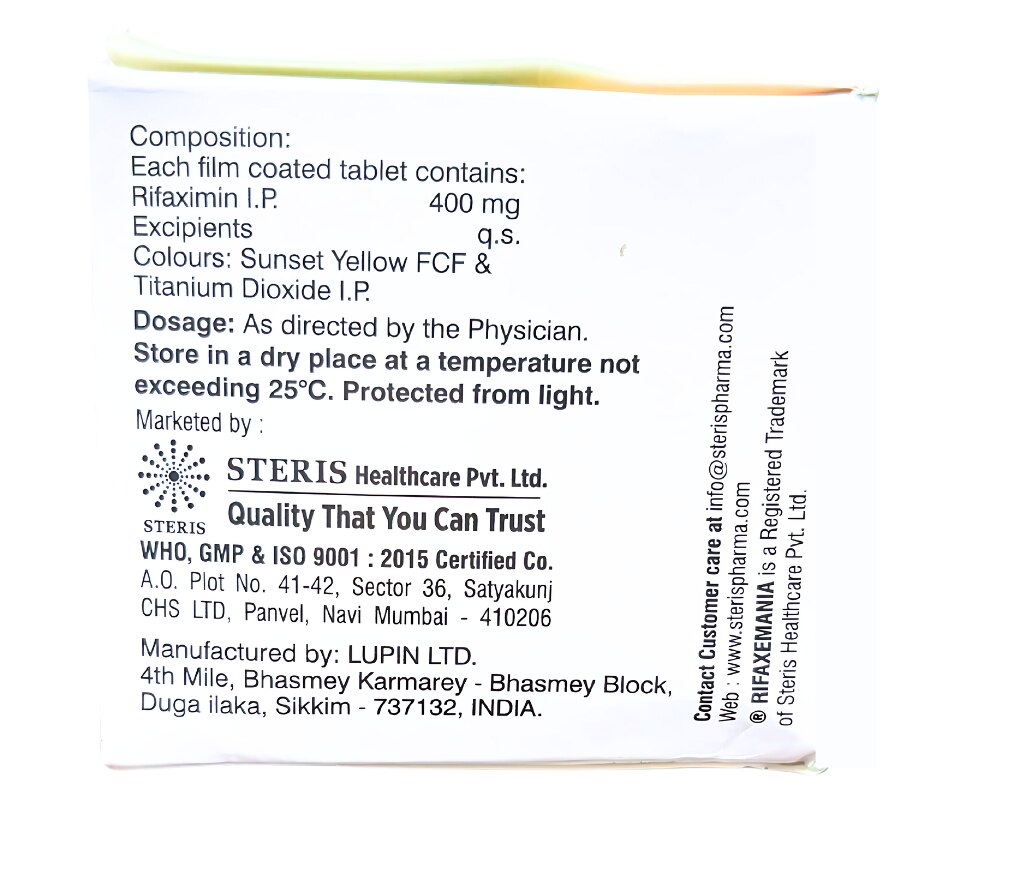 Composition:
Each film coated tablet contains:
Rifaximin I.P. 400 mg
Excipients q.s.
Colours: Sunset Yellow FCF &
Titanium Dioxide I.P.
Dosage: As directed by the Physician.
Store in a dry place at a temperature not
exceeding 25°C. Protected from light.
Marketed by :
STERIS Healthcare Pvt. Ltd.
Quality That You Can Trust
STERIS
WHO, GMP & ISO 9001 : 2015 Certified Co.
A.O. Plot No. 41-42, Sector 36, Satyakunj
CHS LTD, Panvel, Navi Mumbai - 410206
Manufactured by: LUPIN LTD.
4th Mile, Bhasmey Karmarey - Bhasmey Block,
Duga ilaka, Sikkim - 737132, INDIA.
Contact Customer care at info@sterispharma.com
Web : www.sterispharma.com
® RIFAXEMANIA is a Registered Trademark
of Steris Healthcare Pvt. Ltd.